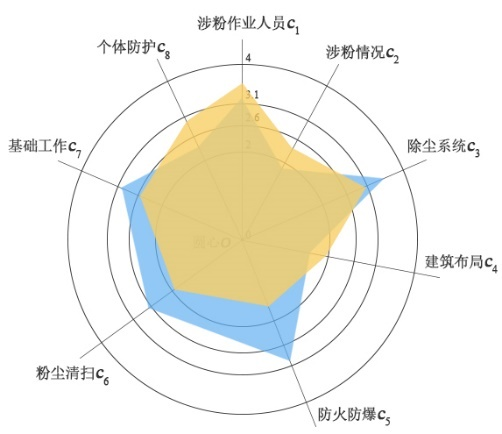 涉粉作业人员c₁
个体防护c₈
涉粉情况c₂
4
3.1
基础工作c₇
除尘系统c₃
2
0
建筑布局c₄
粉尘清扫c₆
防火防爆c₅